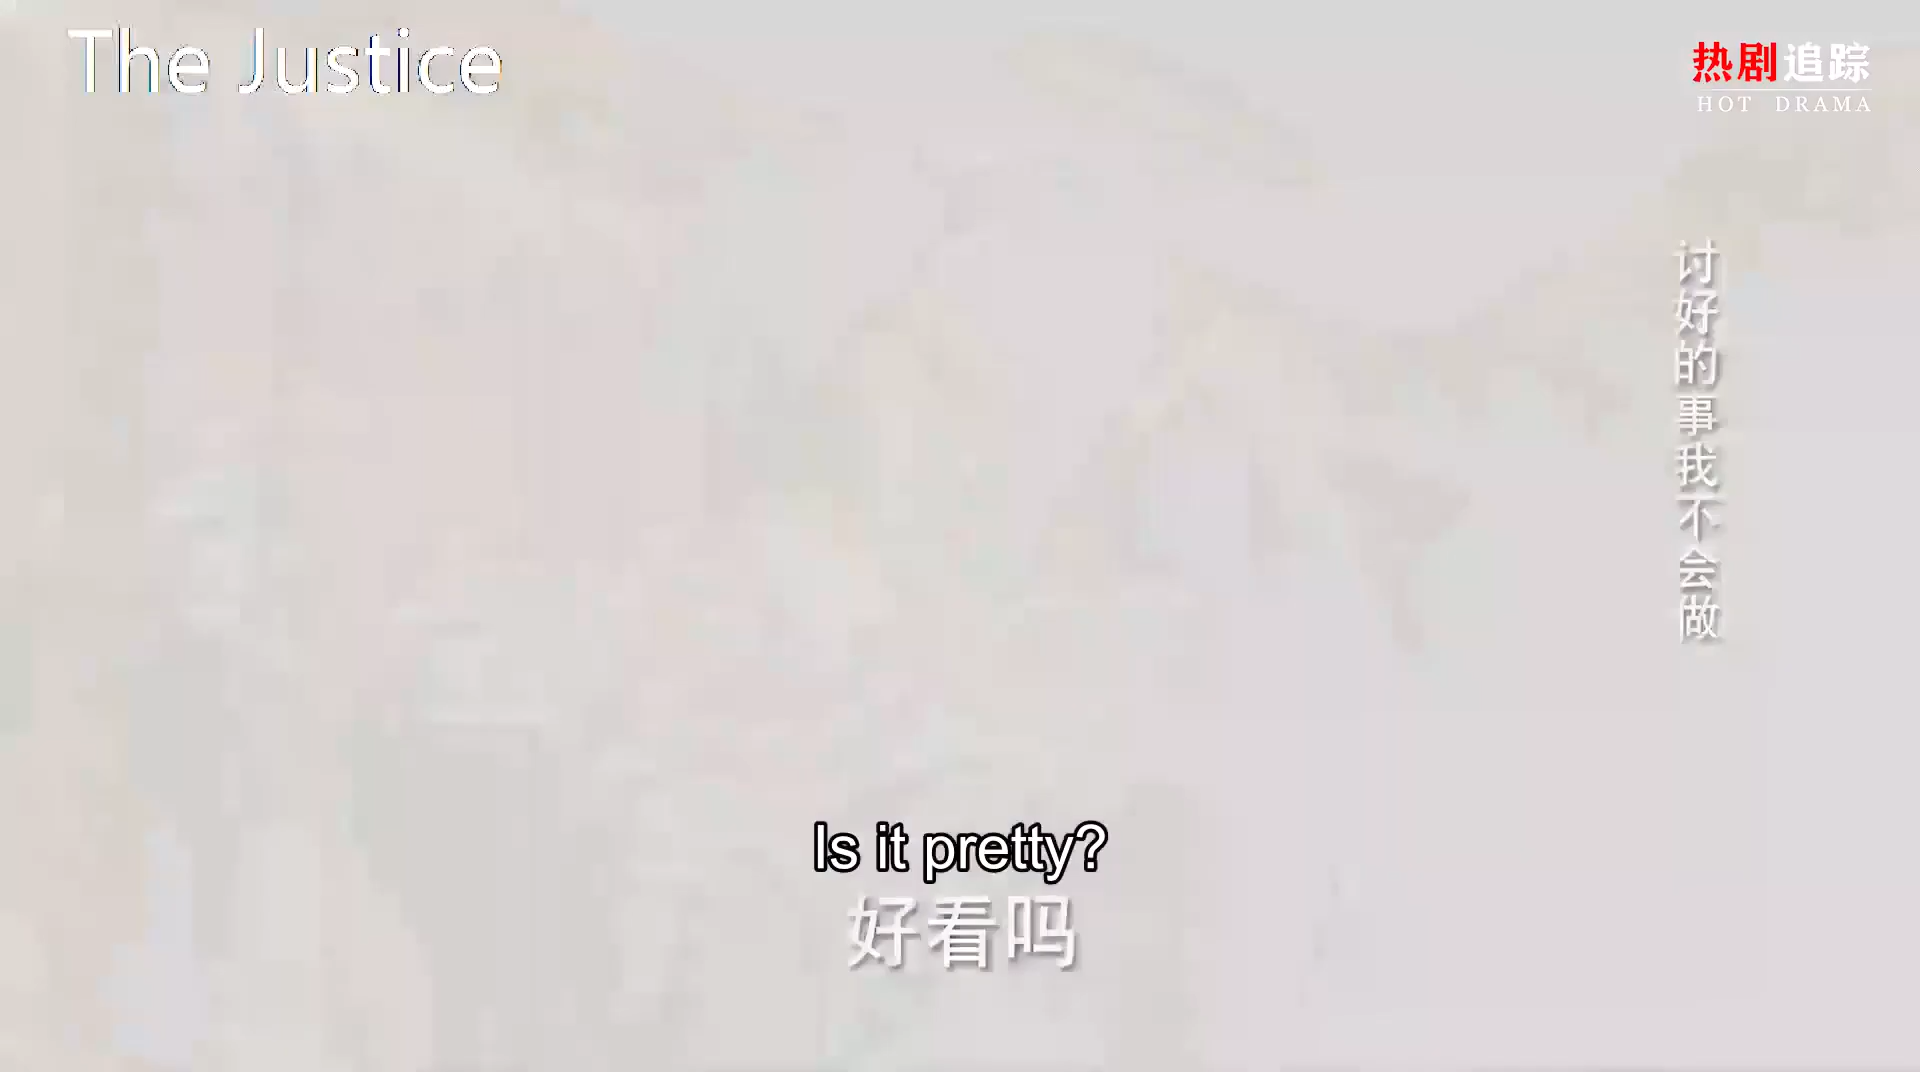 The Justice
热剧追踪
HOT DRAMA
讨好的事我不会做
Is it pretty?
好看吗